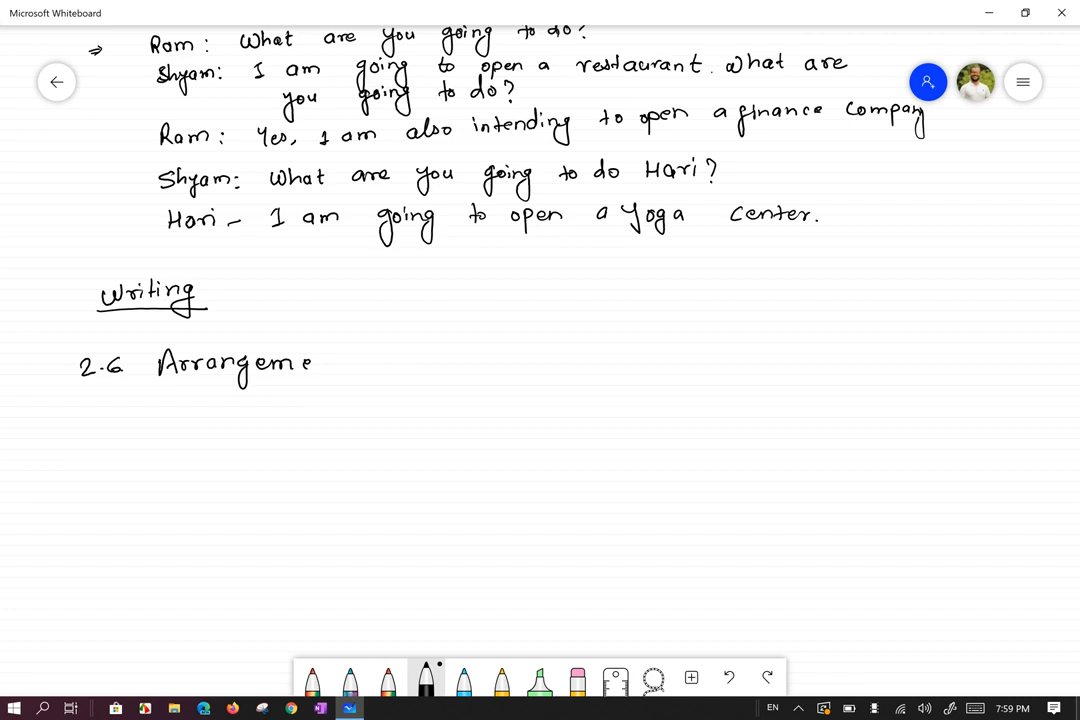 Microsoft Whiteboard
⇒ Ram: What are you going to do?
Shyam: I am going to open a restaurant. What are
you going to do?
Ram: Yes, I am also intending to open a finance company
Shyam: What are you going to do Hari?
Hari – I am going to open a Yoga center.
Writing
2.6 Arrangeme
EN 7:59 PM